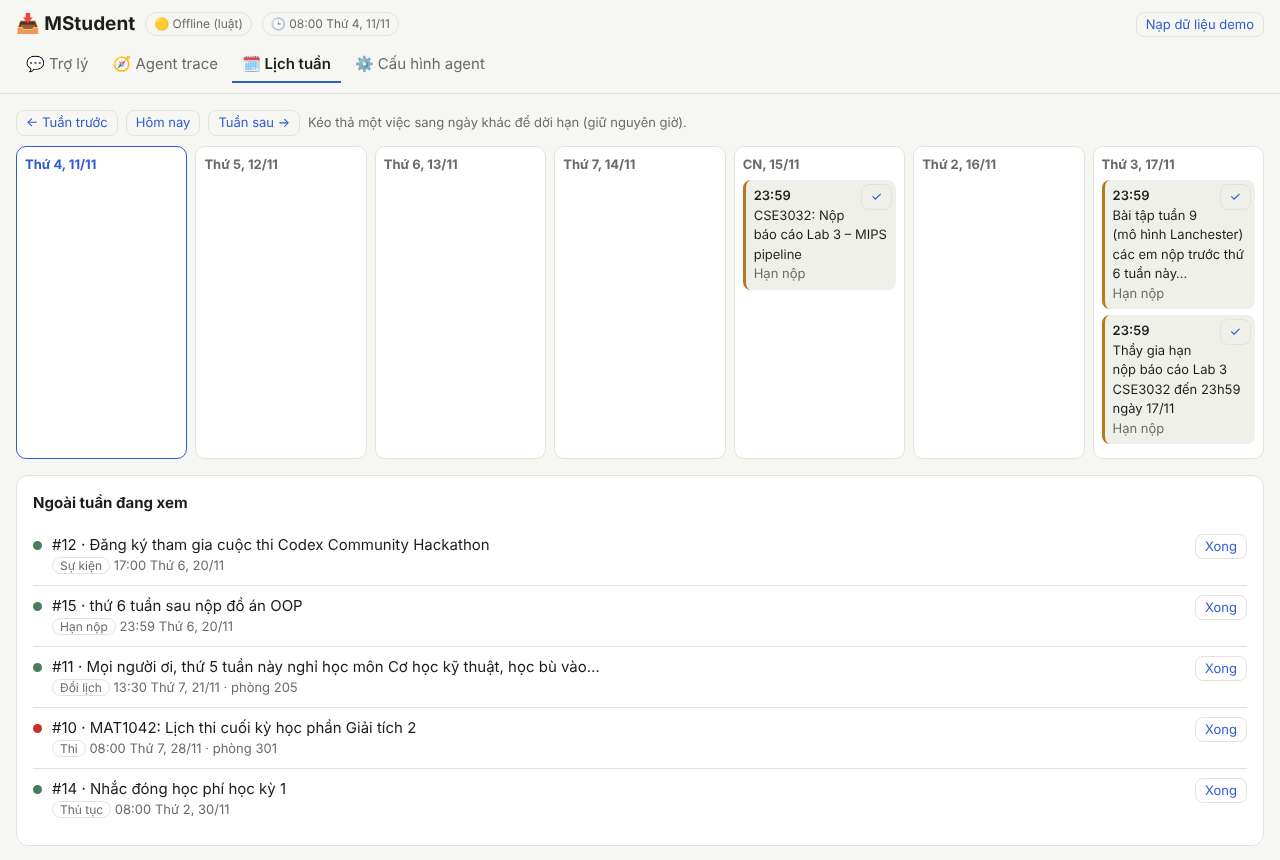 📥 MStudent
🟡 Offline (luật)
🕒 08:00 Thứ 4, 11/11
Nạp dữ liệu demo
💬 Trợ lý
🧭 Agent trace
🗓️ Lịch tuần
⚙️ Cấu hình agent
← Tuần trước
Hôm nay
Tuần sau →
Kéo thả một việc sang ngày khác để dời hạn (giữ nguyên giờ).
Thứ 4, 11/11
Thứ 5, 12/11
Thứ 6, 13/11
Thứ 7, 14/11
CN, 15/11
23:59
✓
CSE3032: Nộp
báo cáo Lab 3 – MIPS
pipeline
Hạn nộp
Thứ 2, 16/11
Thứ 3, 17/11
23:59
✓
Bài tập tuần 9
(mô hình Lanchester)
các em nộp trước thứ
6 tuần này…
Hạn nộp
23:59
✓
Thầy gia hạn
nộp báo cáo Lab 3
CSE3032 đến 23h59
ngày 17/11
Hạn nộp
Ngoài tuần đang xem
#12 · Đăng ký tham gia cuộc thi Codex Community Hackathon
Sự kiện 17:00 Thứ 6, 20/11
Xong
#15 · thứ 6 tuần sau nộp đồ án OOP
Hạn nộp 23:59 Thứ 6, 20/11
Xong
#11 · Mọi người ơi, thứ 5 tuần này nghỉ học môn Cơ học kỹ thuật, học bù vào…
Đổi lịch 13:30 Thứ 7, 21/11 · phòng 205
Xong
#10 · MAT1042: Lịch thi cuối kỳ học phần Giải tích 2
Thi 08:00 Thứ 7, 28/11 · phòng 301
Xong
#14 · Nhắc đóng học phí học kỳ 1
Thủ tục 08:00 Thứ 2, 30/11
Xong